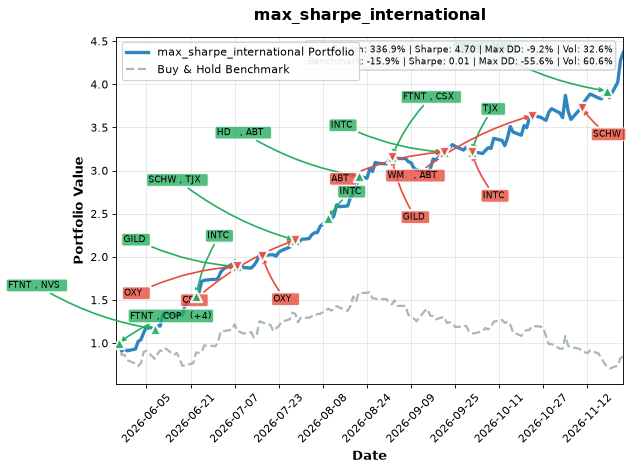 max_sharpe_international
max_sharpe_international Portfolio
Buy & Hold Benchmark
336.9% | Sharpe: 4.70 | Max DD: -9.2% | Vol: 32.6%
-15.9% | Sharpe: 0.01 | Max DD: -55.6% | Vol: 60.6%
4.5
4.0
3.5
3.0
2.5
2.0
1.5
1.0
Portfolio Value
FTNT , CSX
TJX
INTC
HD , ABT
SCHW
ABT
WM , ABT
SCHW , TJX
INTC
INTC
GILD
GILD
INTC
FTNT , NVS
OXY
OXY
FTNT , COP (+4)
2026-06-05
2026-06-21
2026-07-07
2026-07-23
2026-08-08
2026-08-24
2026-09-09
2026-09-25
2026-10-11
2026-10-27
2026-11-12
Date